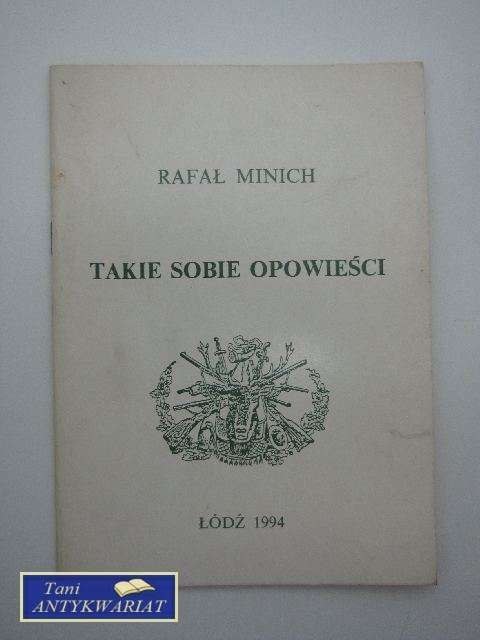 RAFAŁ MINICH
TAKIE SOBIE OPOWIEŚCI
ŁÓDŹ 1994
Tani
ANTYKWARIAT